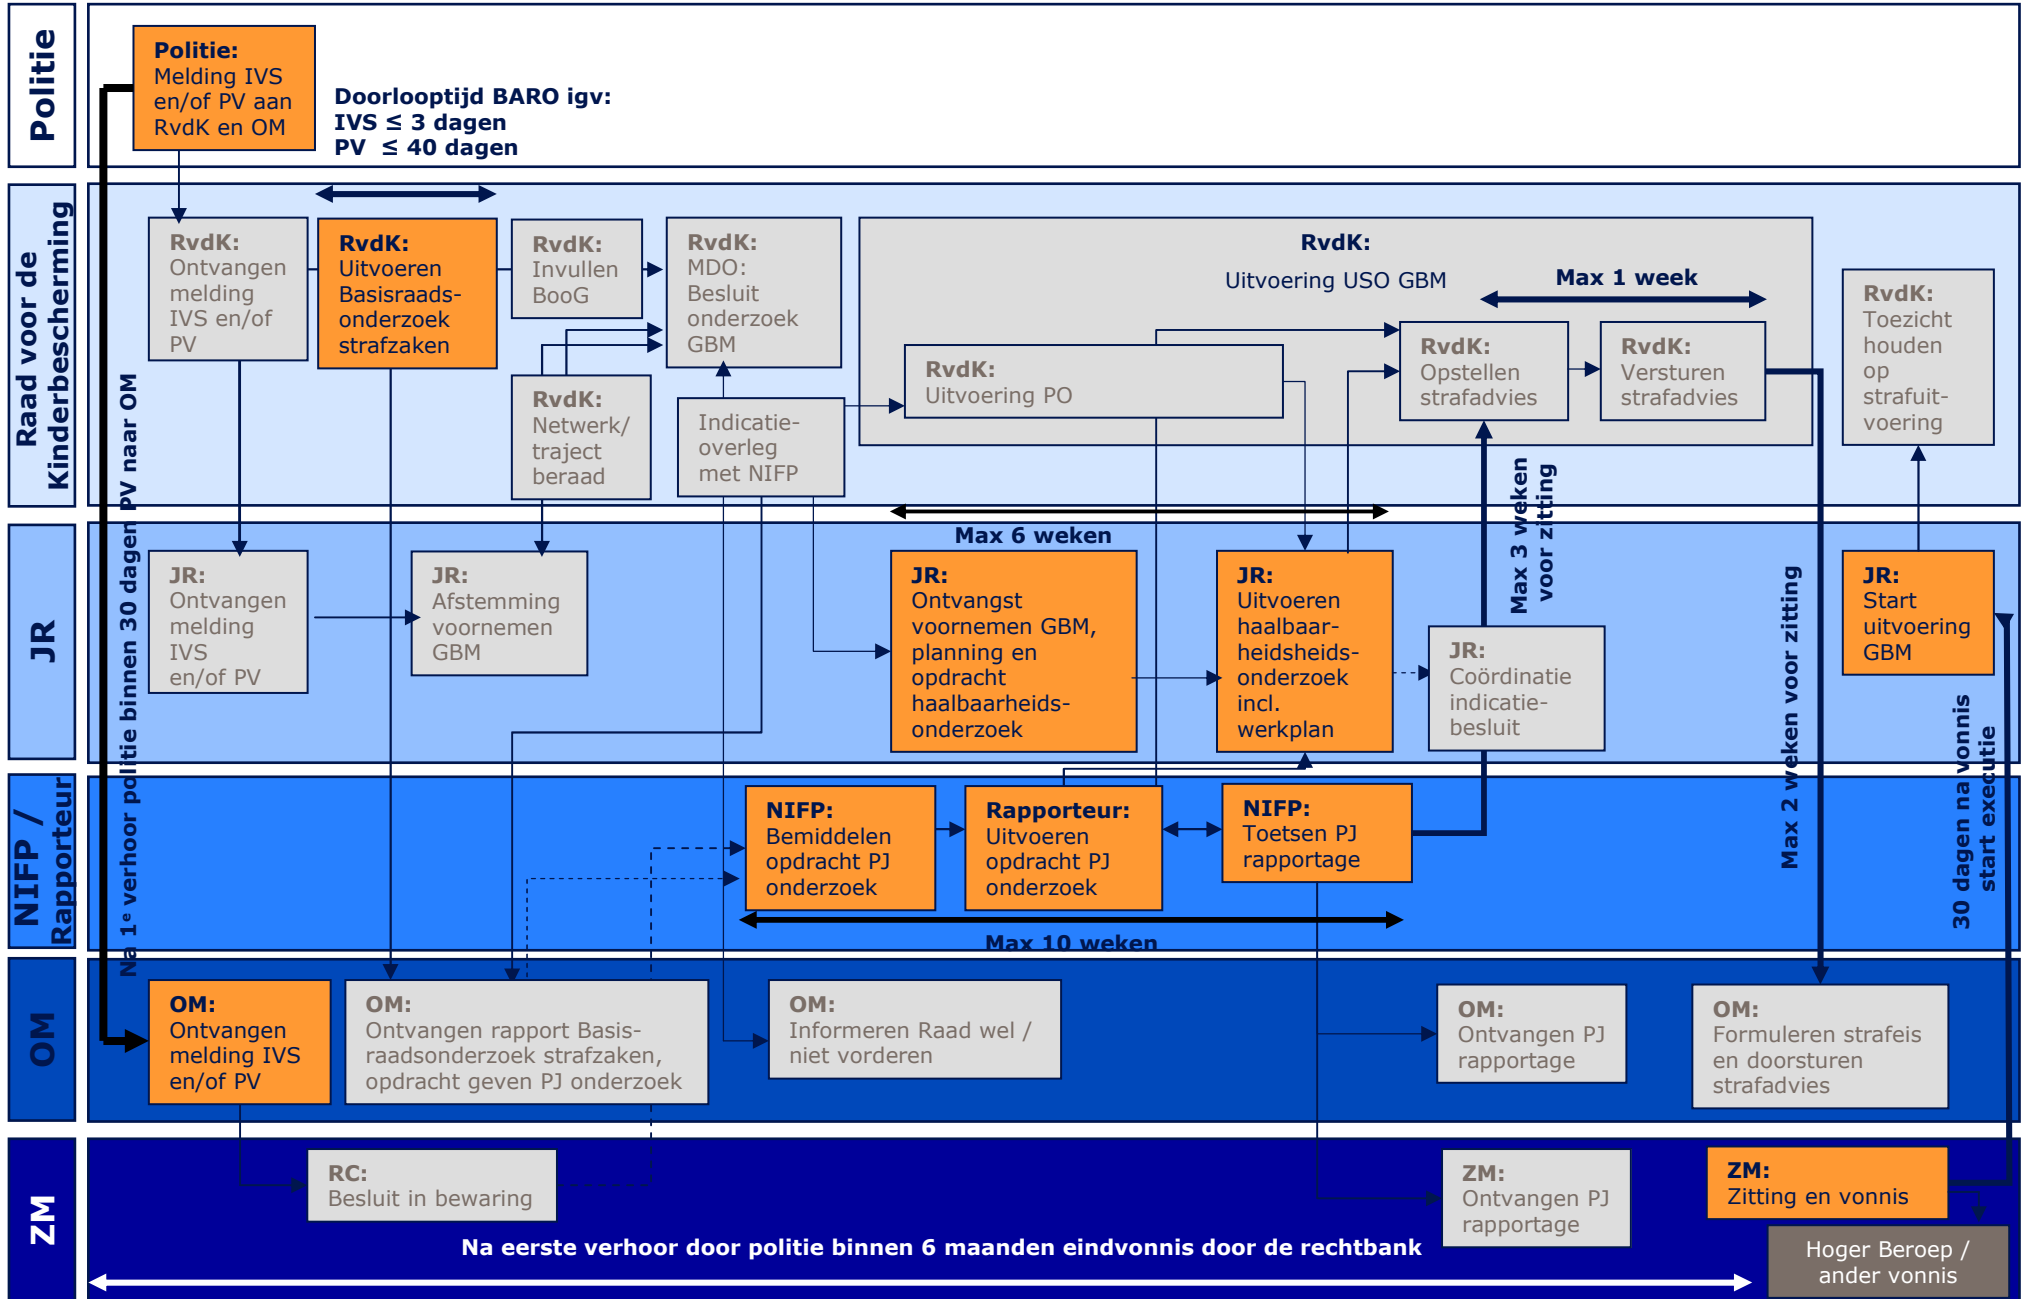 Politie
Politie:
Melding IVS
en/of PV aan
RvdK en OM
Doorlooptijd BARO igv:
IVS ≤ 3 dagen
PV ≤ 40 dagen
Raad voor de
Kinderbescherming
RvdK:
Ontvangen
melding
IVS en/of
PV
RvdK:
Uitvoeren
Basisraads-
onderzoek
strafzaken
RvdK:
Invullen
BooG
RvdK:
MDO:
Besluit
onderzoek
GBM
RvdK:
Netwerk/
traject
beraad
Indicatie-
overleg
met NIFP
RvdK:
Uitvoering USO GBM
Max 1 week
RvdK:
Uitvoering PO
RvdK:
Opstellen
strafadvies
RvdK:
Versturen
strafadvies
RvdK:
Toezicht
houden
op
strafuit-
voering
Na 1e verhoor politie binnen 30 dagen PV naar OM
JR
JR:
Ontvangen
melding
IVS
en/of PV
JR:
Afstemming
voornemen
GBM
Max 6 weken
JR:
Ontvangst
voornemen GBM,
planning en
opdracht
haalbaarheids-
onderzoek
JR:
Uitvoeren
haalbaar-
heidsheids-
onderzoek
incl.
werkplan
JR:
Coördinatie
indicatie-
besluit
Max 3 weken
voor zitting
Max 2 weken voor zitting
JR:
Start
uitvoering
GBM
30 dagen na vonnis
start executie
NIFP /
Rapporteur
NIFP:
Bemiddelen
opdracht PJ
onderzoek
Rapporteur:
Uitvoeren
opdracht PJ
onderzoek
NIFP:
Toetsen PJ
rapportage
Max 10 weken
OM
OM:
Ontvangen
melding IVS
en/of PV
OM:
Ontvangen rapport Basis-
raadsonderzoek strafzaken,
opdracht geven PJ onderzoek
OM:
Informeren Raad wel /
niet vorderen
OM:
Ontvangen PJ
rapportage
OM:
Formuleren strafeis
en doorsturen
strafadvies
ZM
RC:
Besluit in bewaring
ZM:
Ontvangen PJ
rapportage
ZM:
Zitting en vonnis
Hoger Beroep /
ander vonnis
Na eerste verhoor door politie binnen 6 maanden eindvonnis door de rechtbank